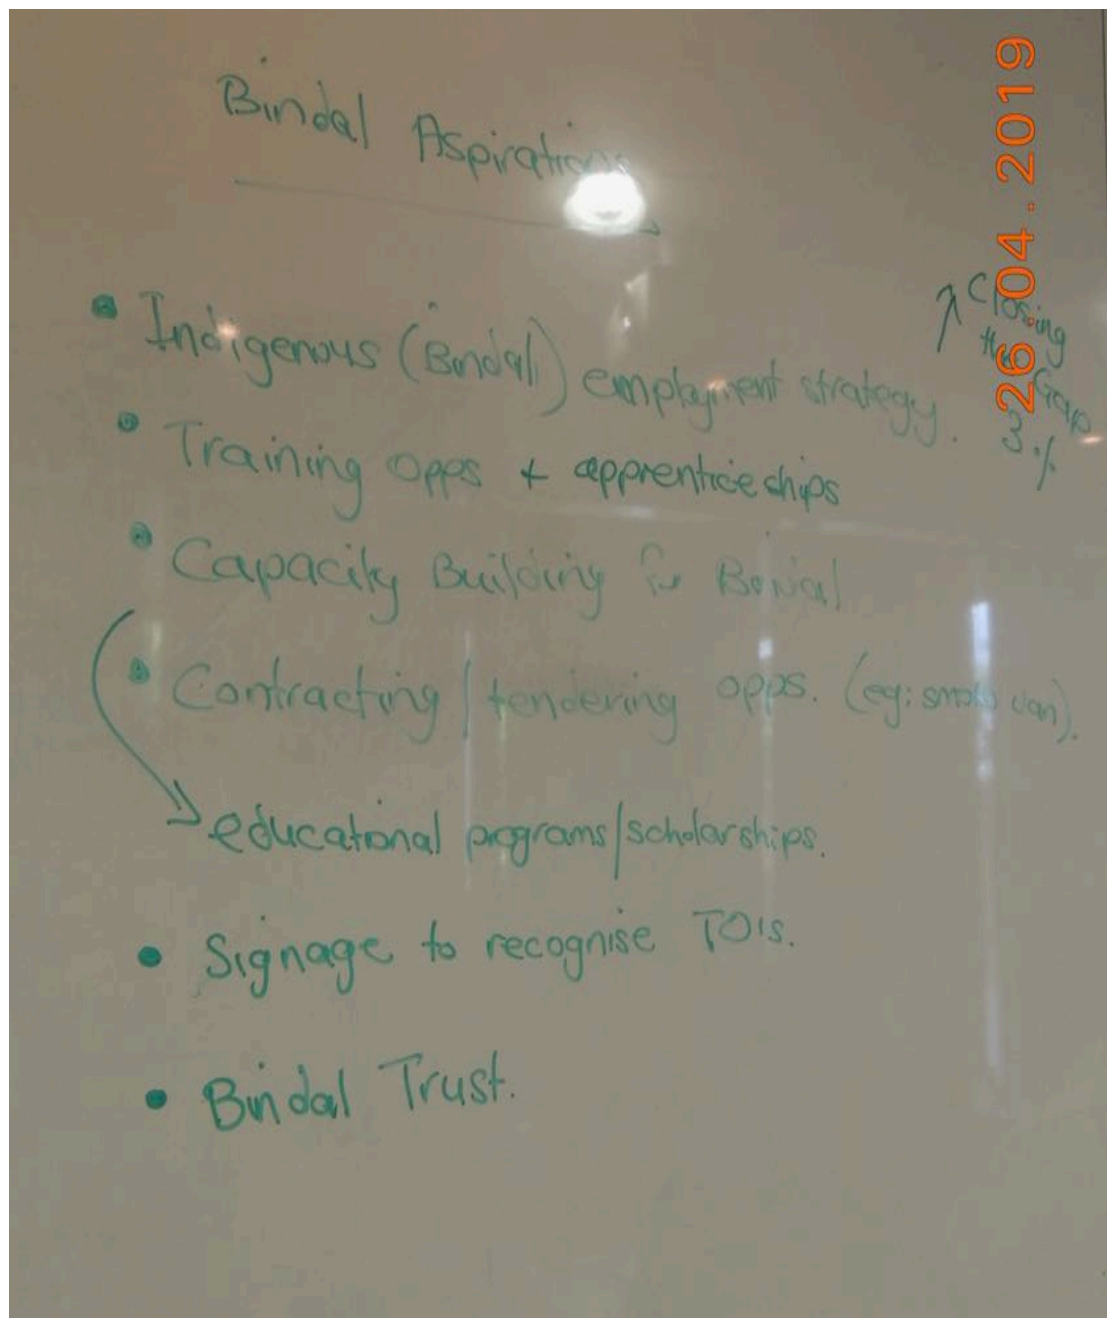 Bindal Aspirations
• Indigenous (Bindal) employment strategy.
↗ Closing
the
Gap
3%
• Training opps + apprenticeships
• Capacity Building for Bindal
• Contracting / tendering opps. (eg: smoko van).
→ educational programs/scholarships.
• Signage to recognise TO's.
• Bindal Trust.
26.04.2019